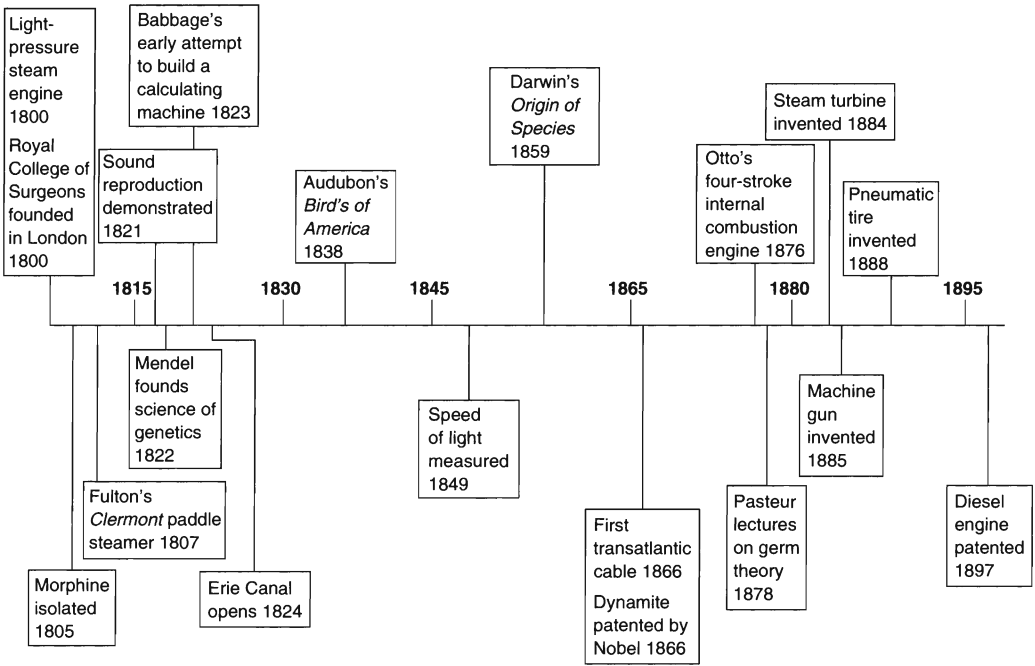 Light-
pressure
steam
engine
1800
Royal
College of
Surgeons
founded
in London
1800
Babbage's
early attempt
to build a
calculating
machine 1823
Sound
reproduction
demonstrated
1821
Audubon's
Bird's of
America
1838
Darwin's
Origin of
Species
1859
Otto's
four-stroke
internal
combustion
engine 1876
Steam turbine
invented 1884
Pneumatic
tire
invented
1888
1815
1830
1845
1865
1880
1895
Morphine
isolated
1805
Fulton's
Clermont paddle
steamer 1807
Mendel
founds
science of
genetics
1822
Erie Canal
opens 1824
Speed
of light
measured
1849
First
transatlantic
cable 1866
Dynamite
patented by
Nobel 1866
Pasteur
lectures
on germ
theory
1878
Machine
gun
invented
1885
Diesel
engine
patented
1897